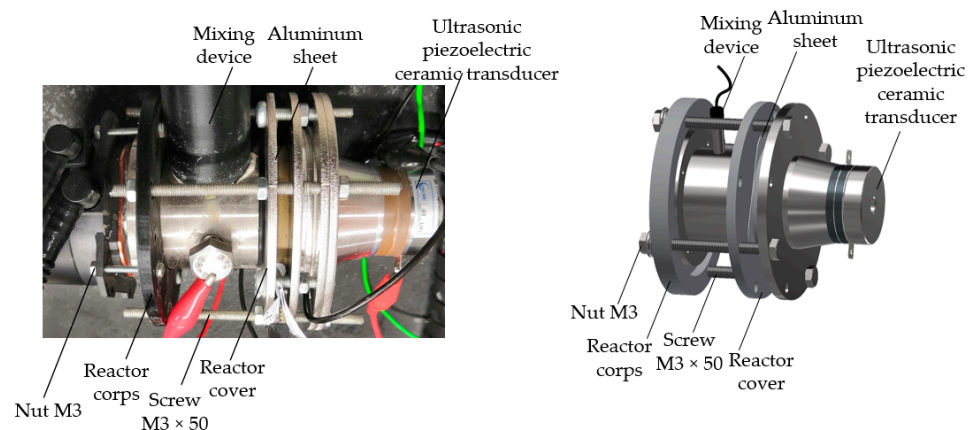 Mixing
device
Aluminum
sheet
Ultrasonic
piezoelectric
ceramic transducer
Nut M3
Reactor
corps
Screw
M3 × 50
Reactor
cover
Mixing
device
Aluminum
sheet
Ultrasonic
piezoelectric
ceramic
transducer
Nut M3
Reactor
corps
Screw
M3 × 50
Reactor
cover